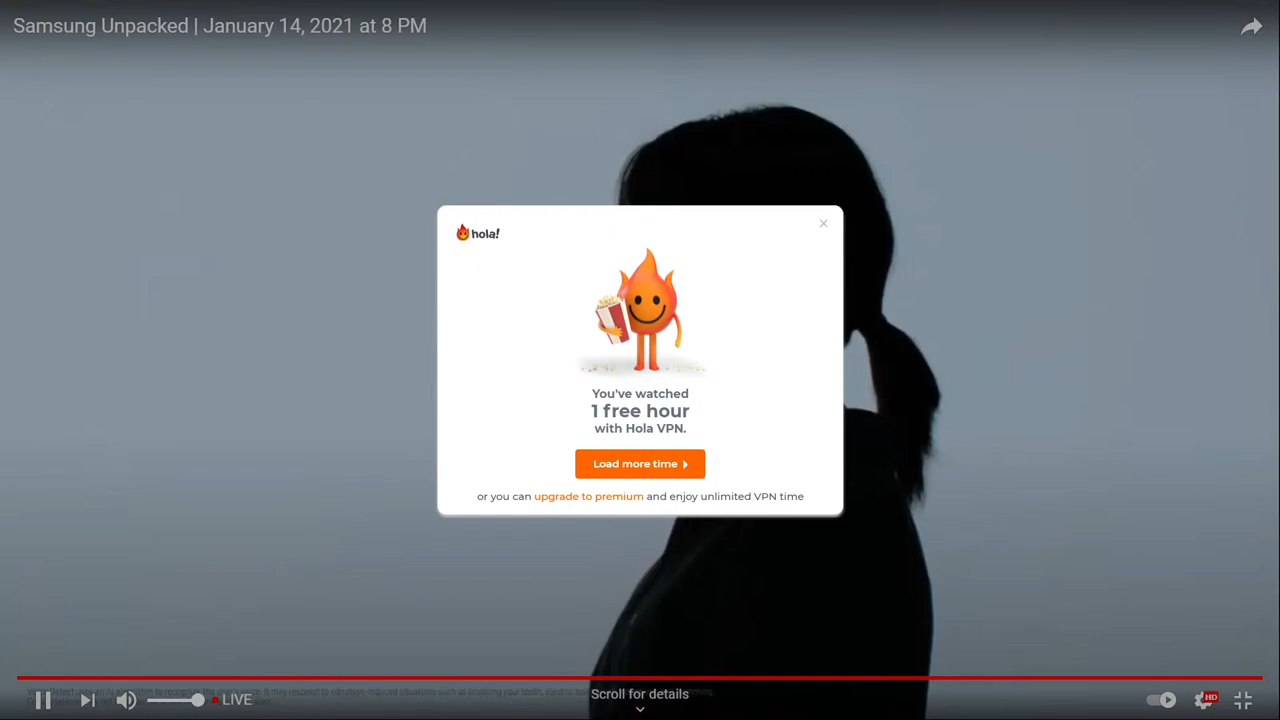 Samsung Unpacked | January 14, 2021 at 8 PM
hola!
You've watched
1 free hour
with Hola VPN.
Load more time
or you can upgrade to premium and enjoy unlimited VPN time
Scroll for details
LIVE
HD